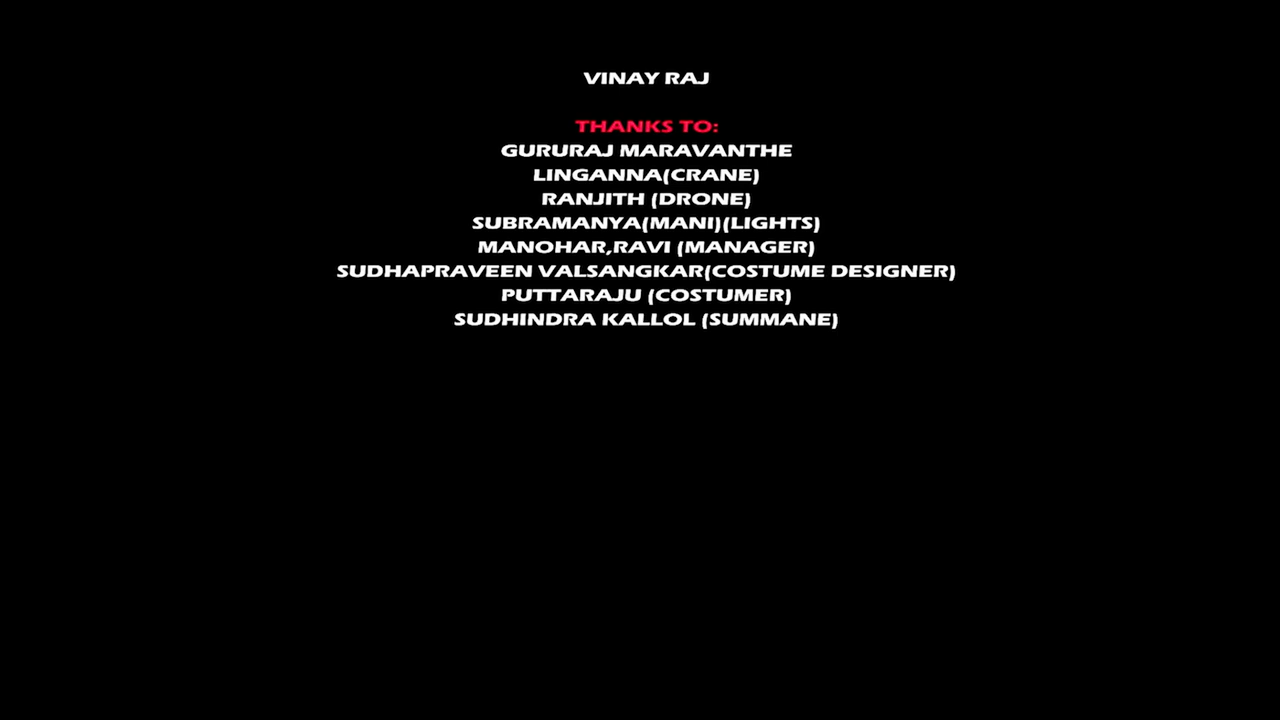 VINAY RAJ
THANKS TO:
GURURAJ MARAVANTHE
LINGANNA(CRANE)
RANJITH (DRONE)
SUBRAMANYA(MANI)(LIGHTS)
MANOHAR,RAVI (MANAGER)
SUDHAPRAVEEN VALSANGKAR(COSTUME DESIGNER)
PUTTARAJU (COSTUMER)
SUDHINDRA KALLOL (SUMMANE)